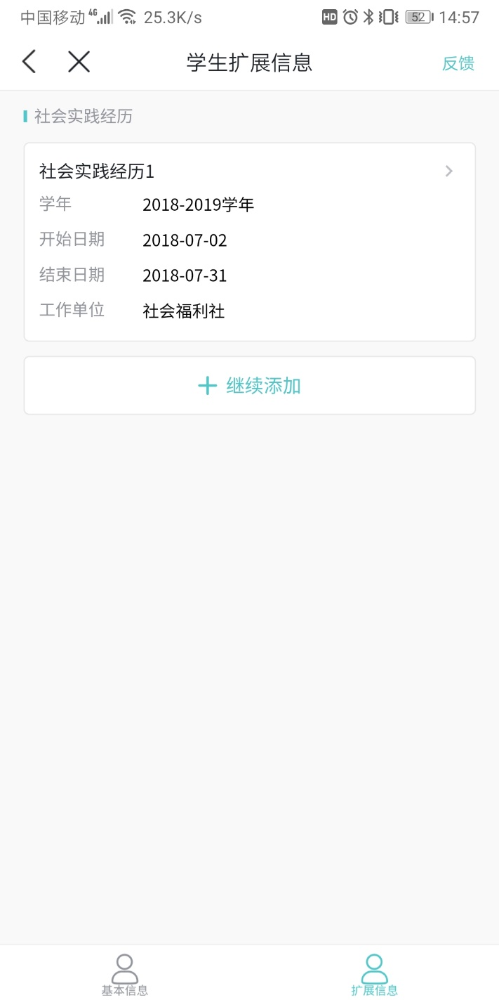 中国移动 4G 25.3K/s HD 52 14:57
学生扩展信息 反馈
社会实践经历
社会实践经历1
学年 2018-2019学年
开始日期 2018-07-02
结束日期 2018-07-31
工作单位 社会福利社
继续添加
基本信息 扩展信息